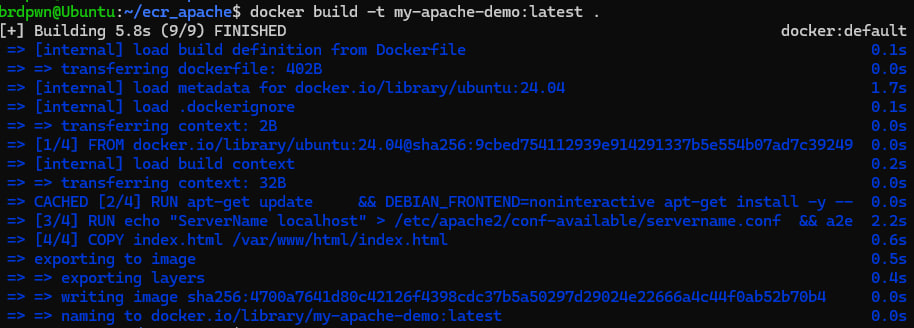 brdpwn@Ubuntu:~/ecr_apache$ docker build -t my-apache-demo:latest .
[+] Building 5.8s (9/9) FINISHED docker:default
=> [internal] load build definition from Dockerfile 0.1s
=> => transferring dockerfile: 402B 0.0s
=> [internal] load metadata for docker.io/library/ubuntu:24.04 1.7s
=> [internal] load .dockerignore 0.1s
=> => transferring context: 2B 0.0s
=> [1/4] FROM docker.io/library/ubuntu:24.04@sha256:9cbed754112939e914291337b5e554b07ad7c39249 0.0s
=> [internal] load build context 0.2s
=> => transferring context: 32B 0.0s
=> CACHED [2/4] RUN apt-get update && DEBIAN_FRONTEND=noninteractive apt-get install -y -- 0.0s
=> [3/4] RUN echo "ServerName localhost" > /etc/apache2/conf-available/servername.conf && a2e 2.2s
=> [4/4] COPY index.html /var/www/html/index.html 0.6s
=> exporting to image 0.5s
=> => exporting layers 0.4s
=> => writing image sha256:4700a7641d80c42126f4398cdc37b5a50297d29024e22666a4c44f0ab52b70b4 0.0s
=> => naming to docker.io/library/my-apache-demo:latest 0.0s